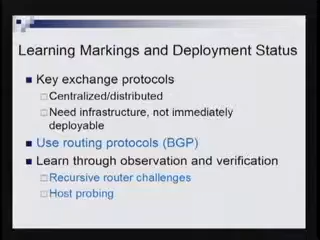 Learning Markings and Deployment Status
Key exchange protocols
Centralized/distributed
Need infrastructure, not immediately
deployable
Use routing protocols (BGP)
Learn through observation and verification
Recursive router challenges
Host probing